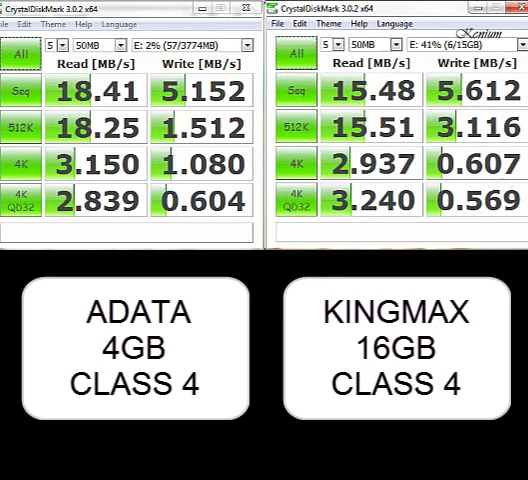 CrystalDiskMark 3.0.2 x64
File Edit Theme Help Language
All 5 50MB E: 2% (57/3774MB)
Read [MB/s] Write [MB/s]
Seq 18.41 5.152
512K 18.25 1.512
4K 3.150 1.080
4K
QD32 2.839 0.604
CrystalDiskMark 3.0.2 x64
File Edit Theme Help Language
Kenium
All 5 50MB E: 41% (6/15GB)
Read [MB/s] Write [MB/s]
Seq 15.48 5.612
512K 15.51 3.116
4K 2.937 0.607
4K
QD32 3.240 0.569
ADATA
4GB
CLASS 4
KINGMAX
16GB
CLASS 4